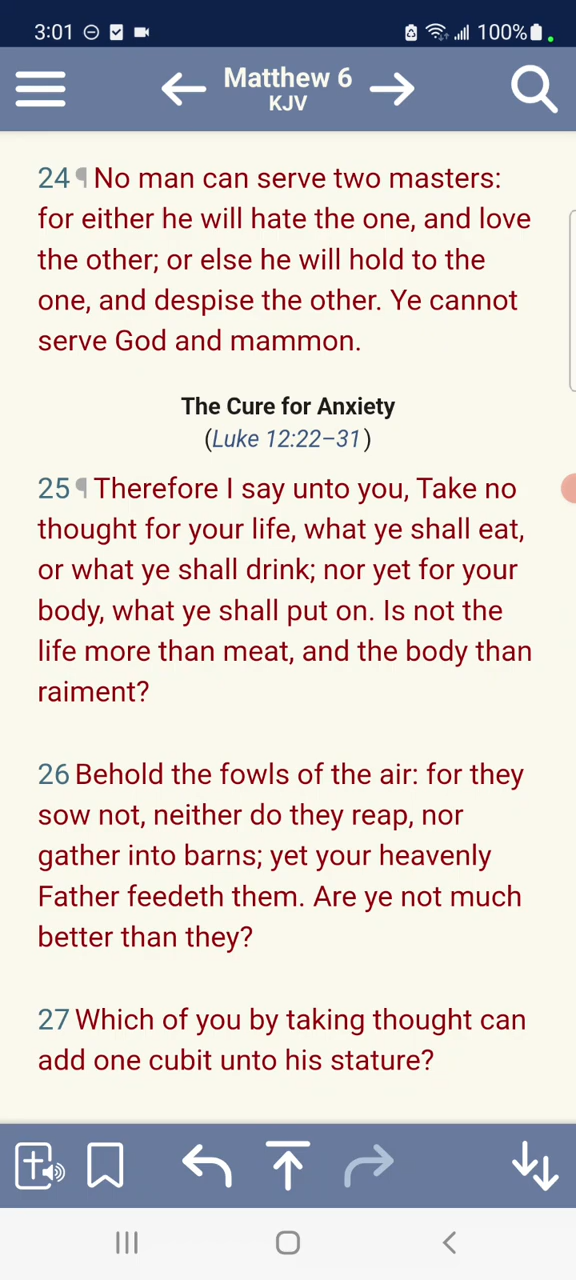 3:01 100%
Matthew 6
KJV
24 ¶ No man can serve two masters:
for either he will hate the one, and love
the other; or else he will hold to the
one, and despise the other. Ye cannot
serve God and mammon.
The Cure for Anxiety
(Luke 12:22–31)
25 ¶ Therefore I say unto you, Take no
thought for your life, what ye shall eat,
or what ye shall drink; nor yet for your
body, what ye shall put on. Is not the
life more than meat, and the body than
raiment?
26 Behold the fowls of the air: for they
sow not, neither do they reap, nor
gather into barns; yet your heavenly
Father feedeth them. Are ye not much
better than they?
27 Which of you by taking thought can
add one cubit unto his stature?